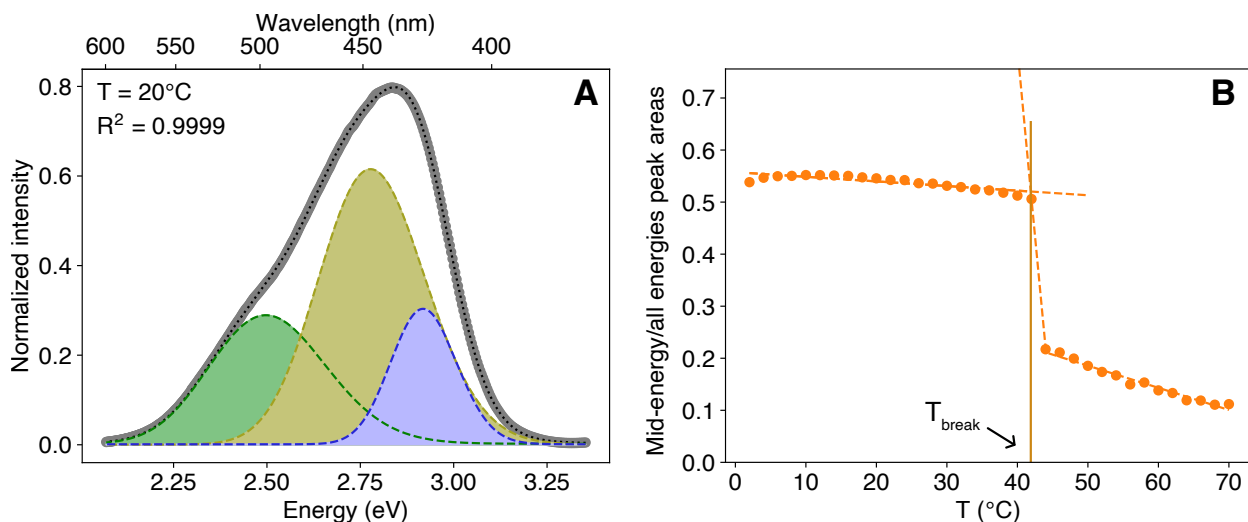 Wavelength (nm)
600 550 500 450 400
A
T = 20°C
R² = 0.9999
Normalized intensity
0.8
0.6
0.4
0.2
0.0
2.25 2.50 2.75 3.00 3.25
Energy (eV)
B
Mid-energy/all energies peak areas
0.7
0.6
0.5
0.4
0.3
0.2
0.1
0.0
T_break
0 10 20 30 40 50 60 70
T (°C)